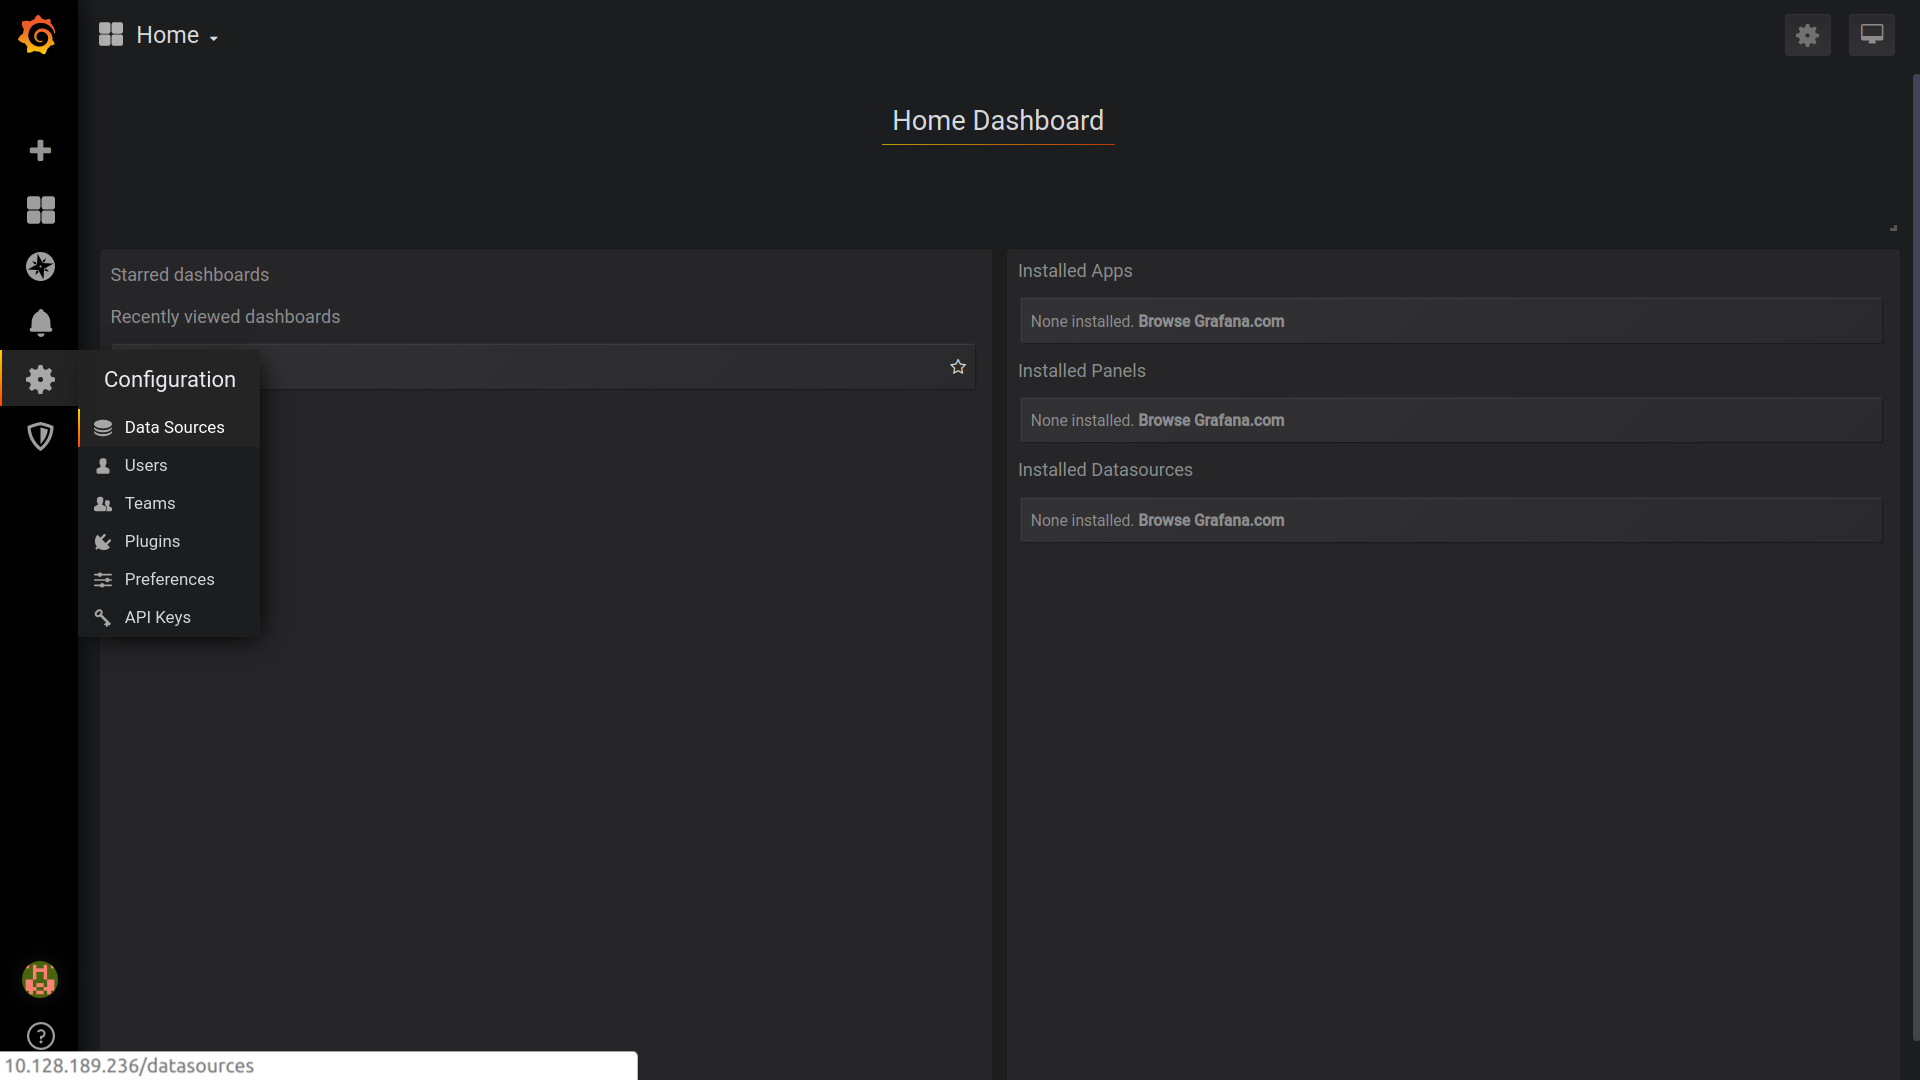 Home
Home Dashboard
Starred dashboards
Recently viewed dashboards
Installed Apps
None installed. Browse Grafana.com
Installed Panels
None installed. Browse Grafana.com
Installed Datasources
None installed. Browse Grafana.com
Configuration
Data Sources
Users
Teams
Plugins
Preferences
API Keys
?
10.128.189.236/datasources